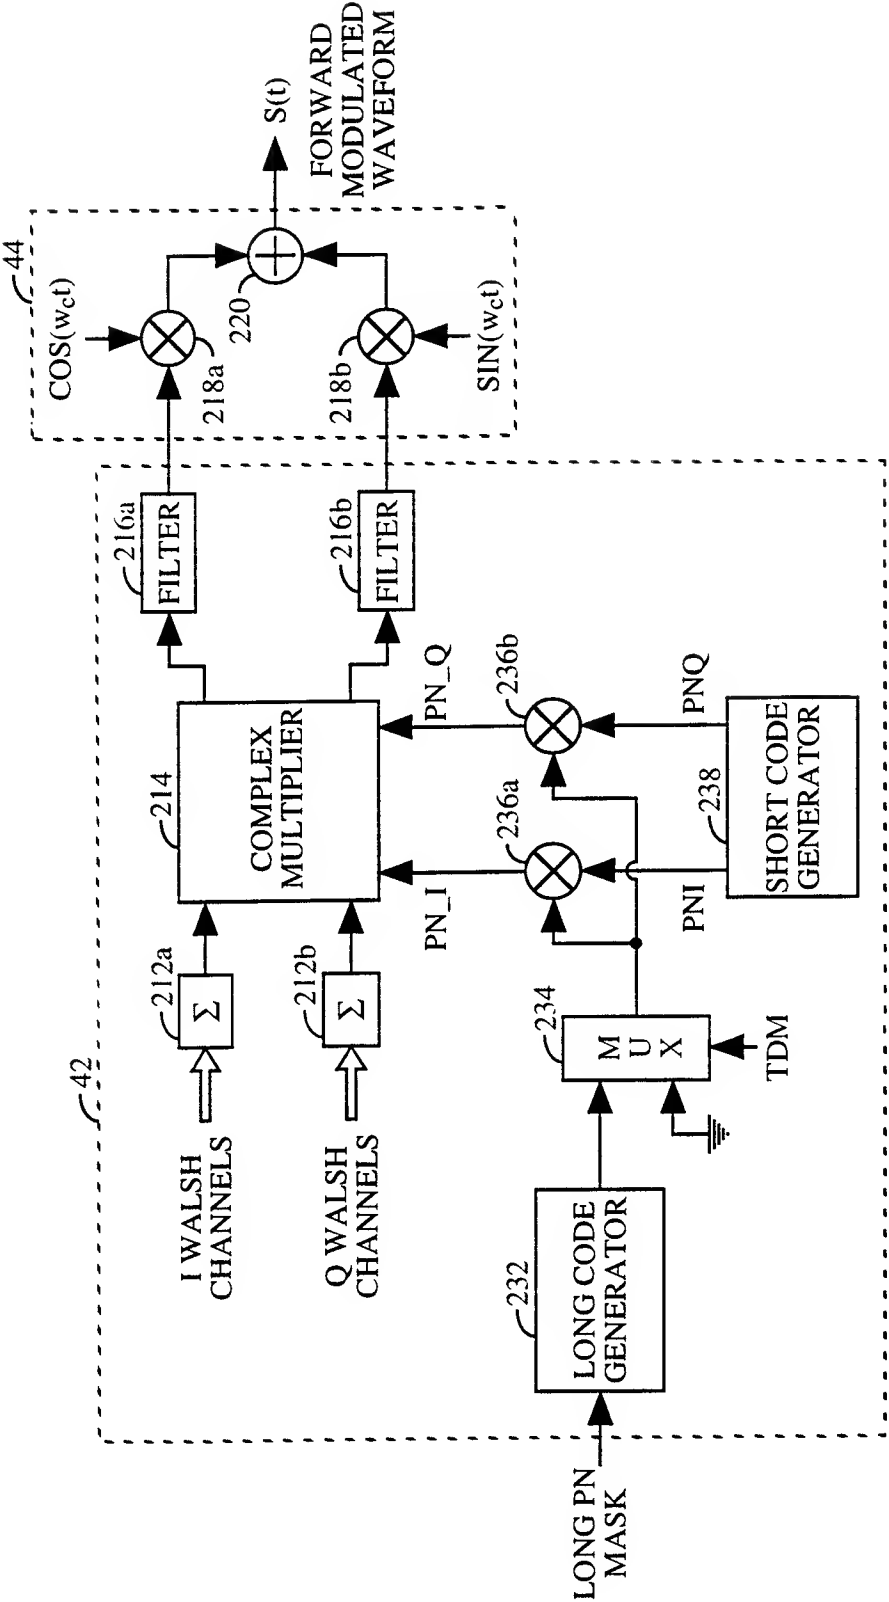 42
44
I WALSH
CHANNELS
212a
Σ
Q WALSH
CHANNELS
212b
Σ
214
COMPLEX
MULTIPLIER
216a
FILTER
216b
FILTER
COS(wct)
218a
218b
SIN(wct)
220
S(t)
FORWARD
MODULATED
WAVEFORM
PN_I
PN_Q
236a
236b
LONG PN
MASK
232
LONG CODE
GENERATOR
234
M
U
X
TDM
PNI
PNQ
238
SHORT CODE
GENERATOR